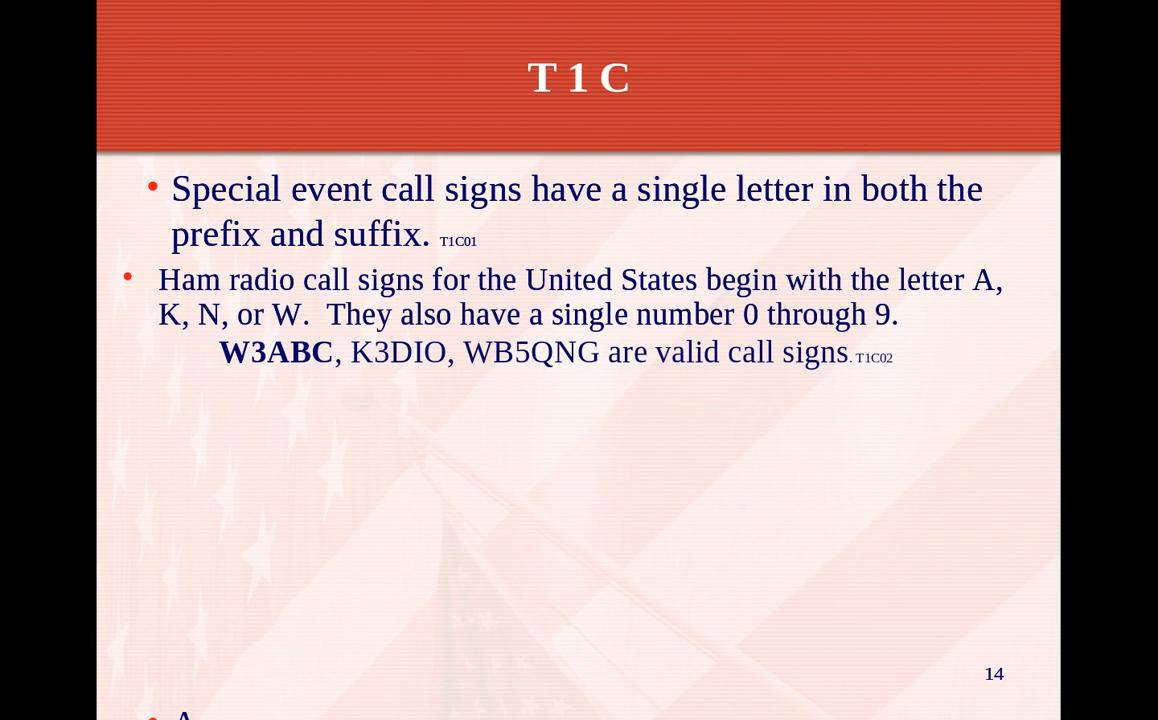 T 1 C
• Special event call signs have a single letter in both the
prefix and suffix. T1C01
• Ham radio call signs for the United States begin with the letter A,
K, N, or W.  They also have a single number 0 through 9.
W3ABC, K3DIO, WB5QNG are valid call signs. T1C02
14